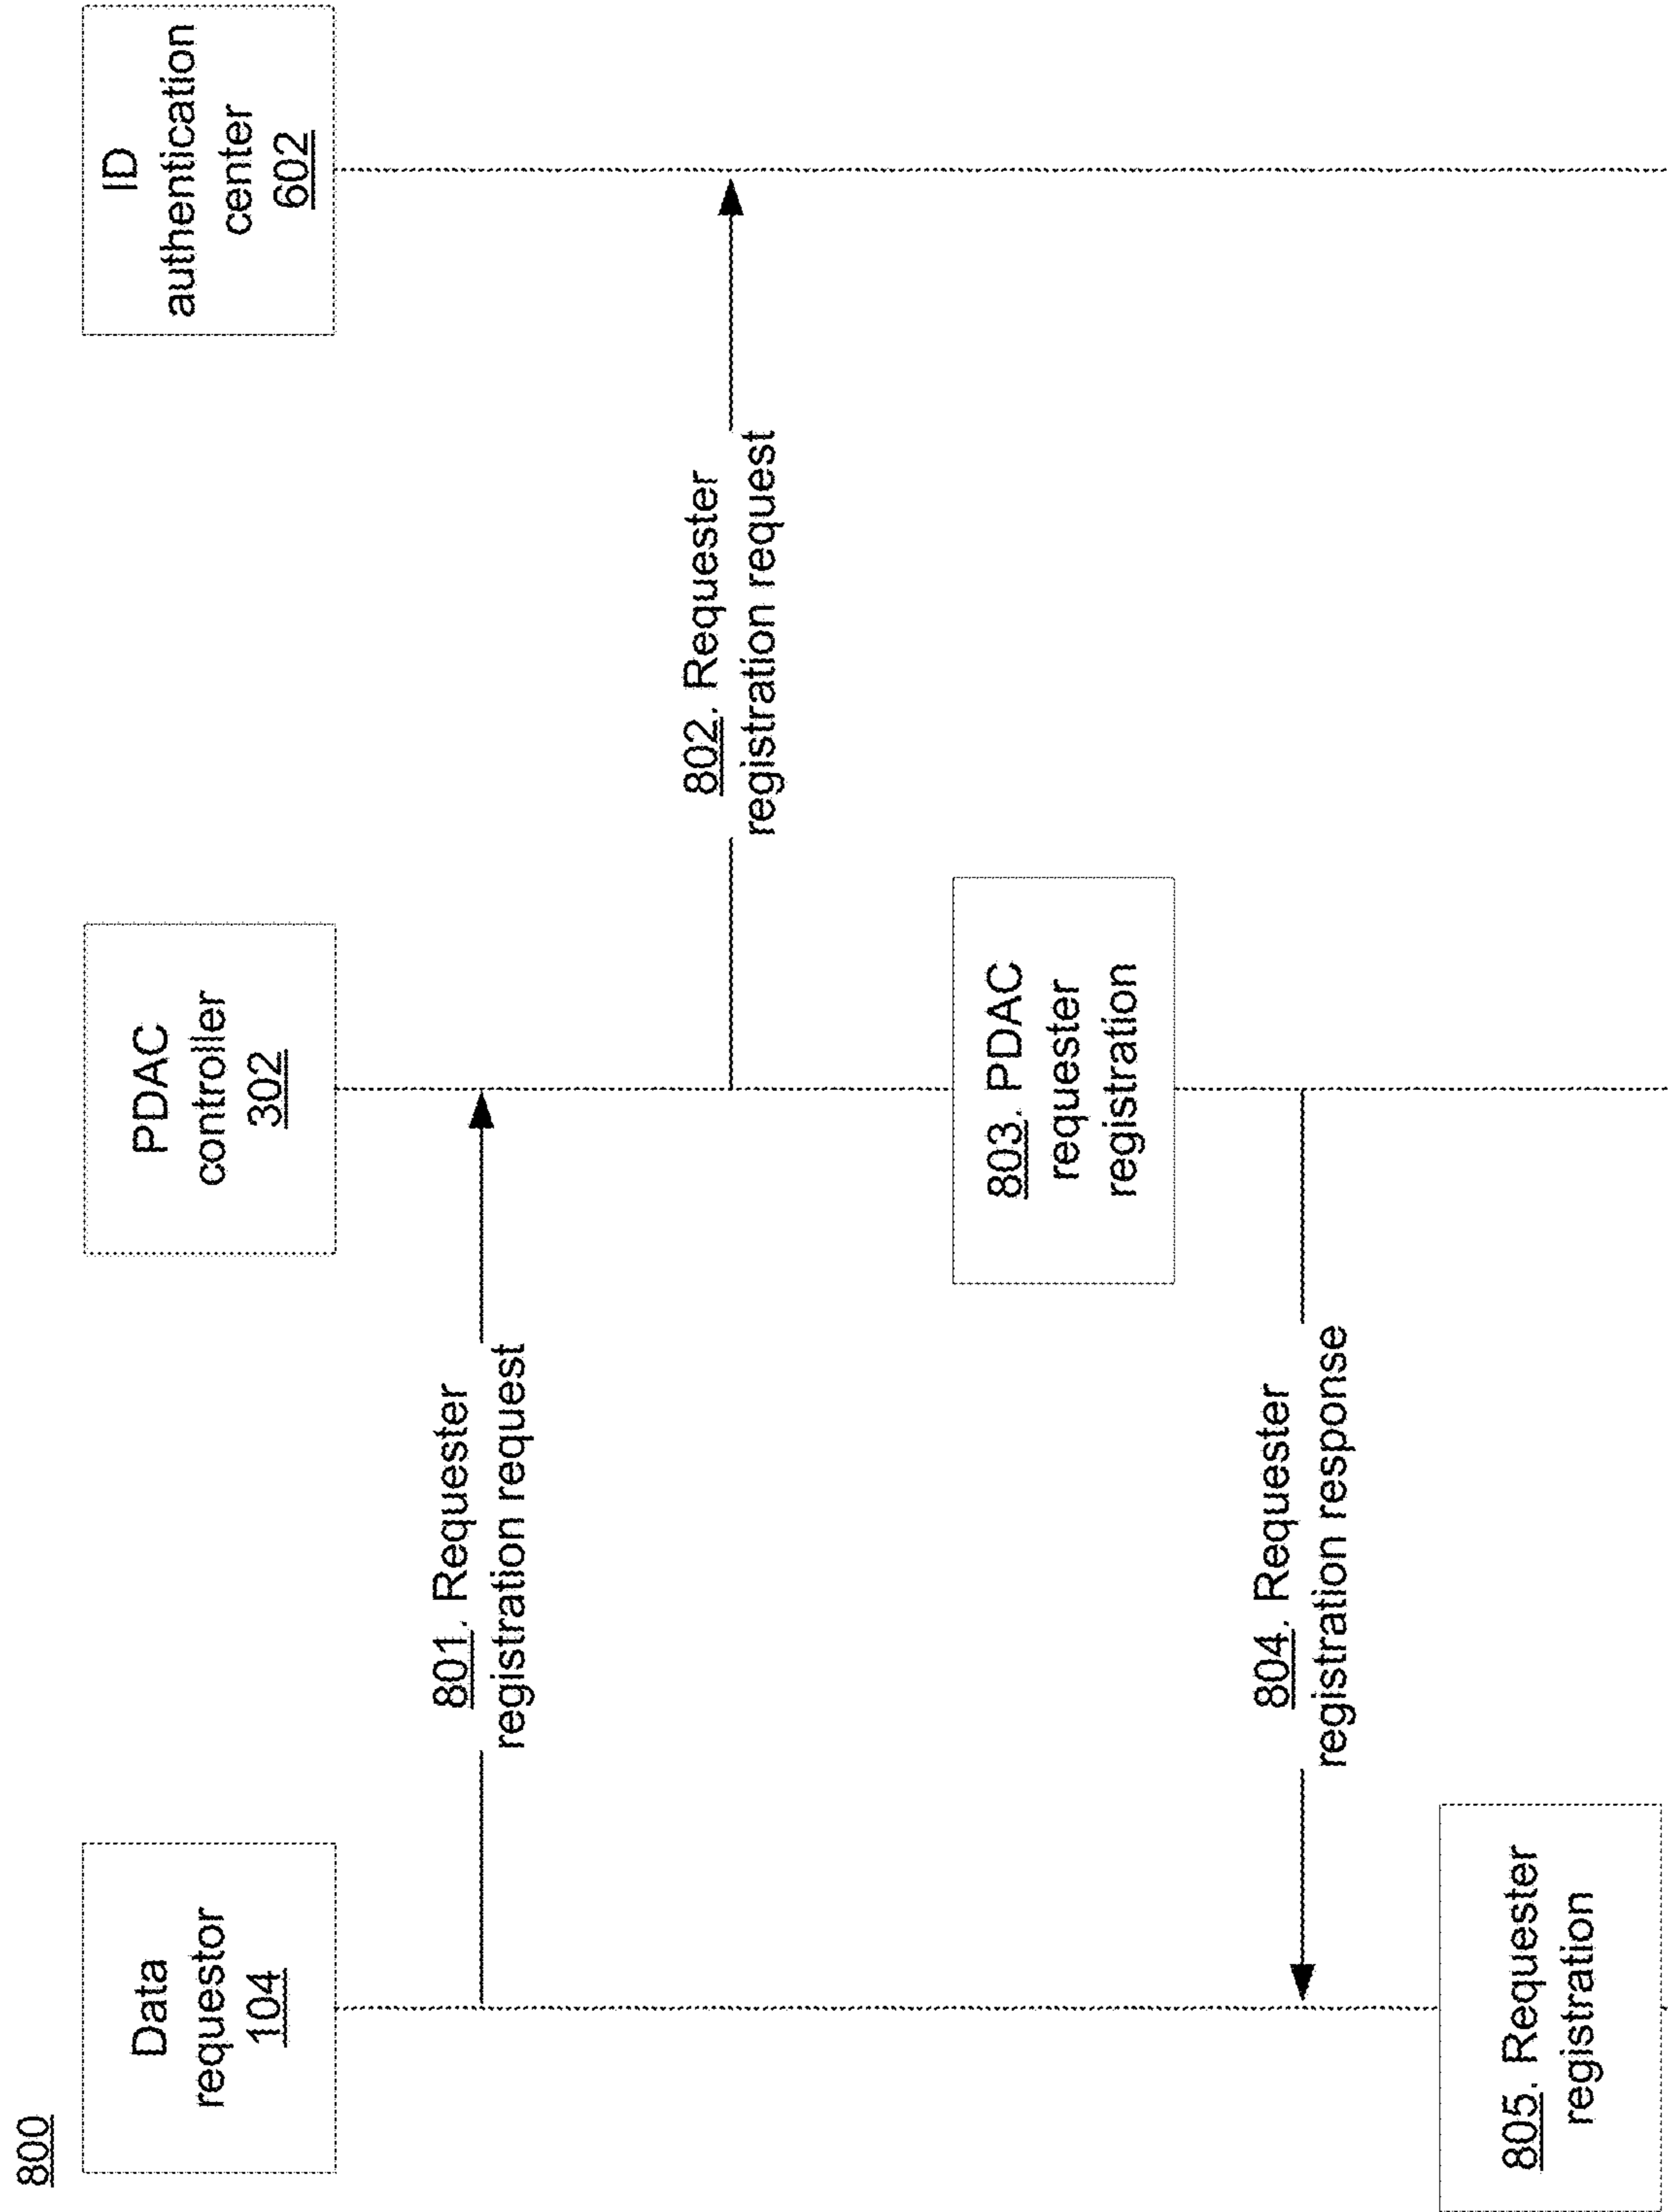 800
Data
requestor
104
PDAC
controller
302
ID
authentication
center
602
801. Requester
registration request
802. Requester
registration request
803. PDAC
requester
registration
804. Requester
registration response
805. Requester
registration